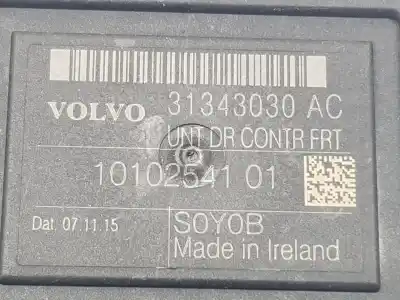 VOLVO 31343030 AC
UNT DR CONTR FRT
10102541 01
Dat. 07.11.15 S0Y0B
Made in Ireland